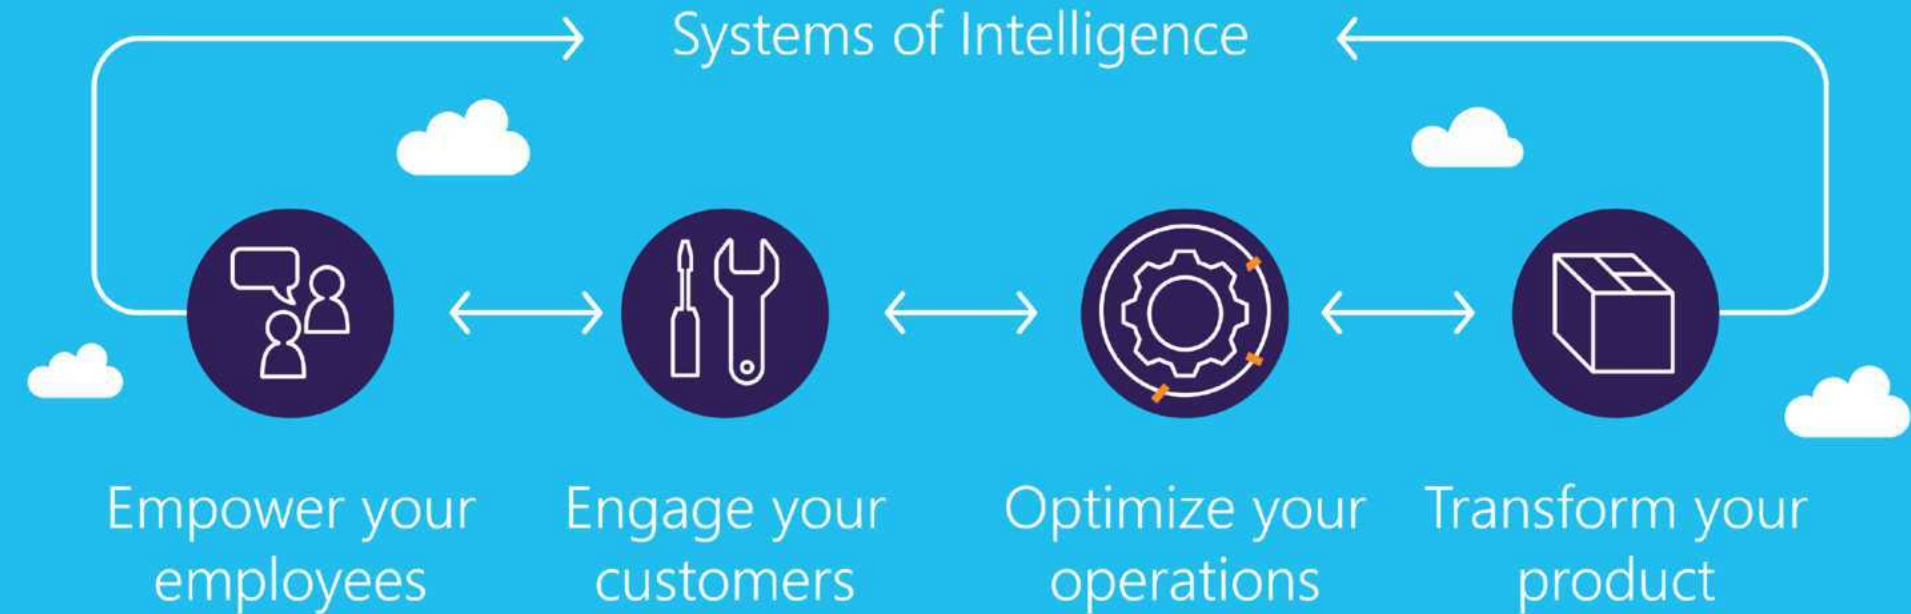 Systems of Intelligence
Empower your
employees
Engage your
customers
Optimize your
operations
Transform your
product